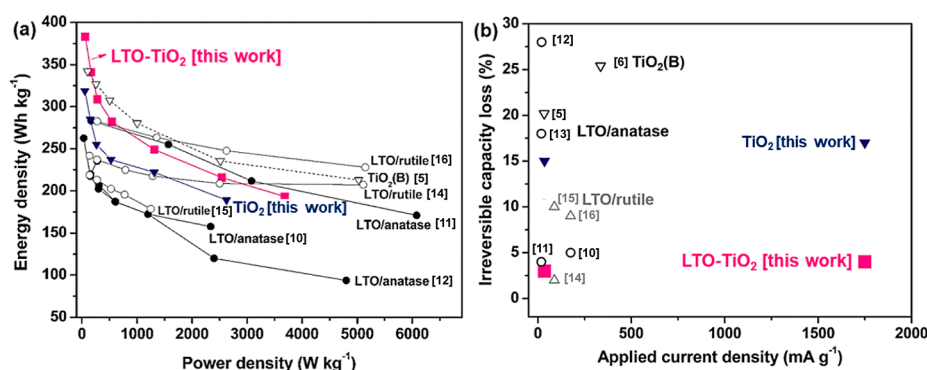 (a)
400
350
300
250
200
150
100
50
0 1000 2000 3000 4000 5000 6000
Energy density (Wh kg-1)
Power density (W kg-1)
LTO-TiO2 [this work]
LTO/rutile [16]
TiO2(B) [5]
LTO/rutile [14]
LTO/rutile [15]
TiO2 [this work]
[11]
LTO/anatase
LTO/anatase [10]
LTO/anatase [12]
(b)
30
25
20
15
10
5
0
0 500 1000 1500 2000
Irreversible capacity loss (%)
Applied current density (mA g-1)
[12]
[6] TiO2(B)
[5]
[13] LTO/anatase
TiO2 [this work]
[15] LTO/rutile
[16]
[11]
[10]
LTO-TiO2 [this work]
[14]